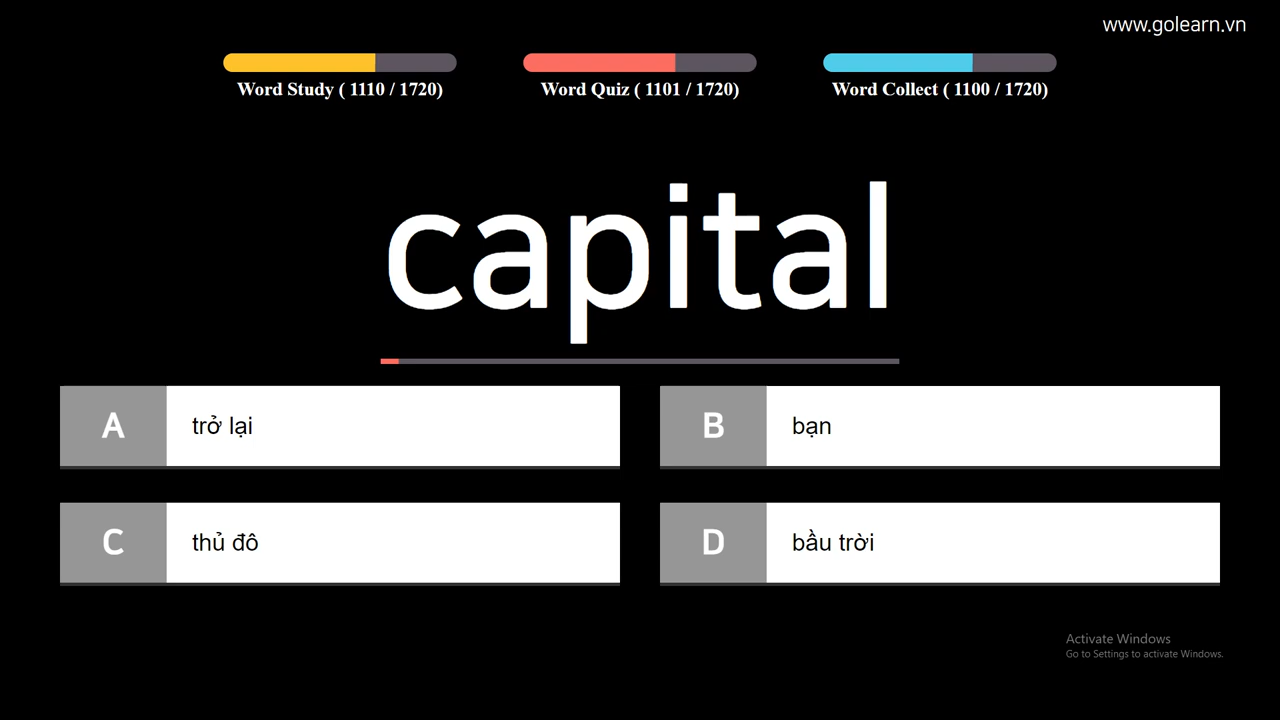 www.golearn.vn
Word Study ( 1110 / 1720)
Word Quiz ( 1101 / 1720)
Word Collect ( 1100 / 1720)
capital
A trở lại
B bạn
C thủ đô
D bầu trời
Activate Windows
Go to Settings to activate Windows.